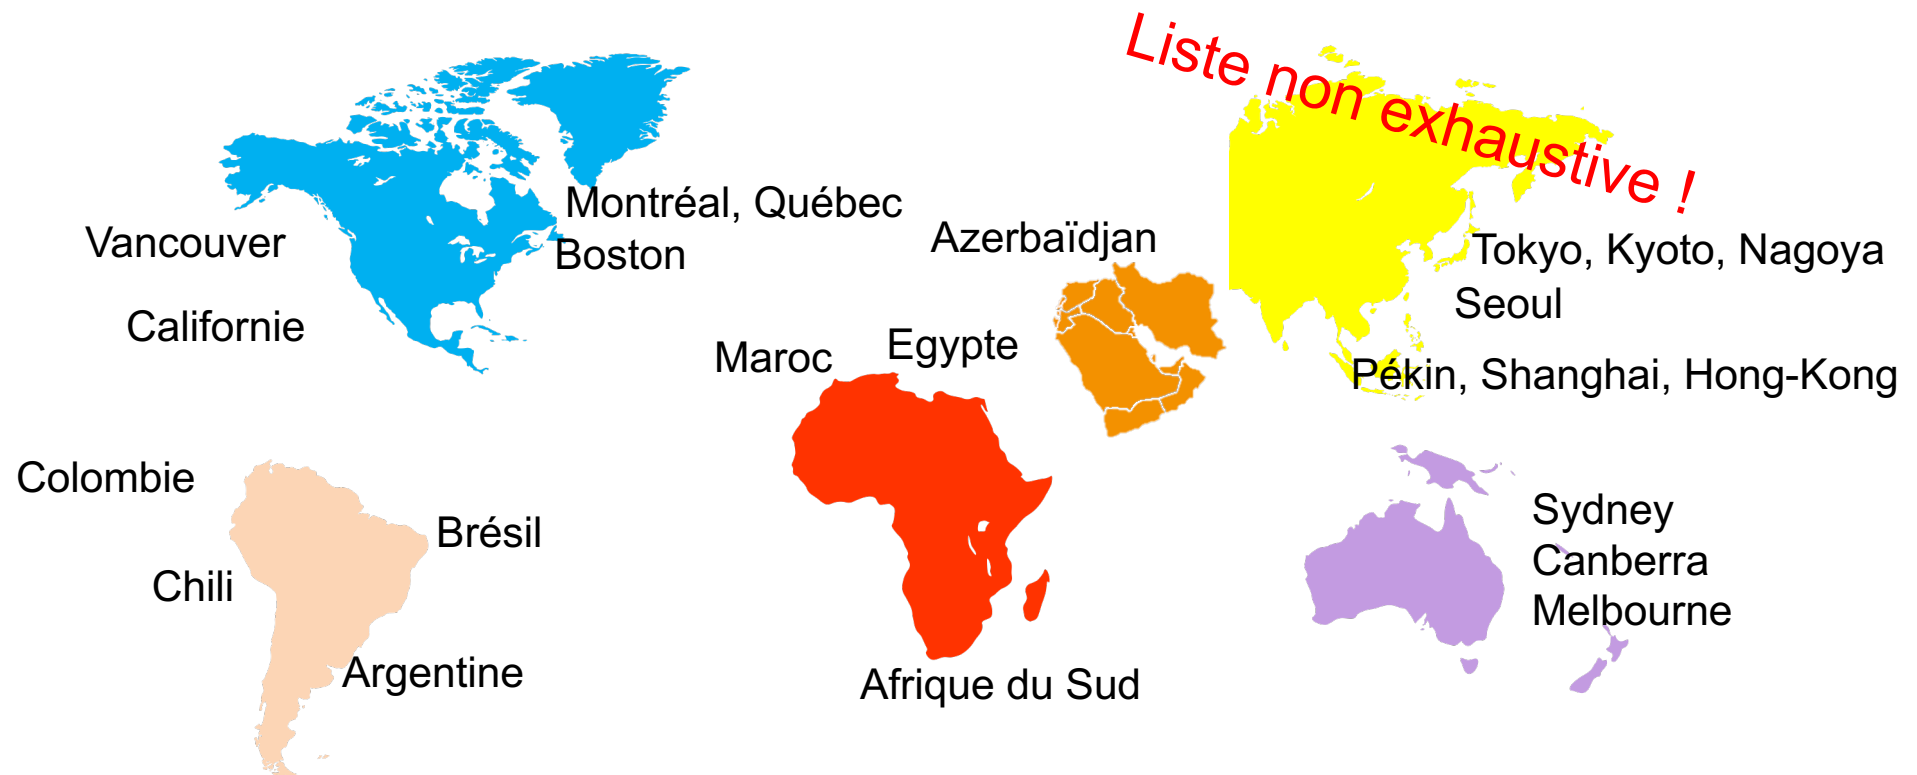 Liste non exhaustive !
Montréal, Québec
Vancouver
Boston
Californie
Azerbaïdjan
Tokyo, Kyoto, Nagoya
Seoul
Maroc
Egypte
Pékin, Shanghai, Hong-Kong
Colombie
Brésil
Chili
Argentine
Afrique du Sud
Sydney
Canberra
Melbourne